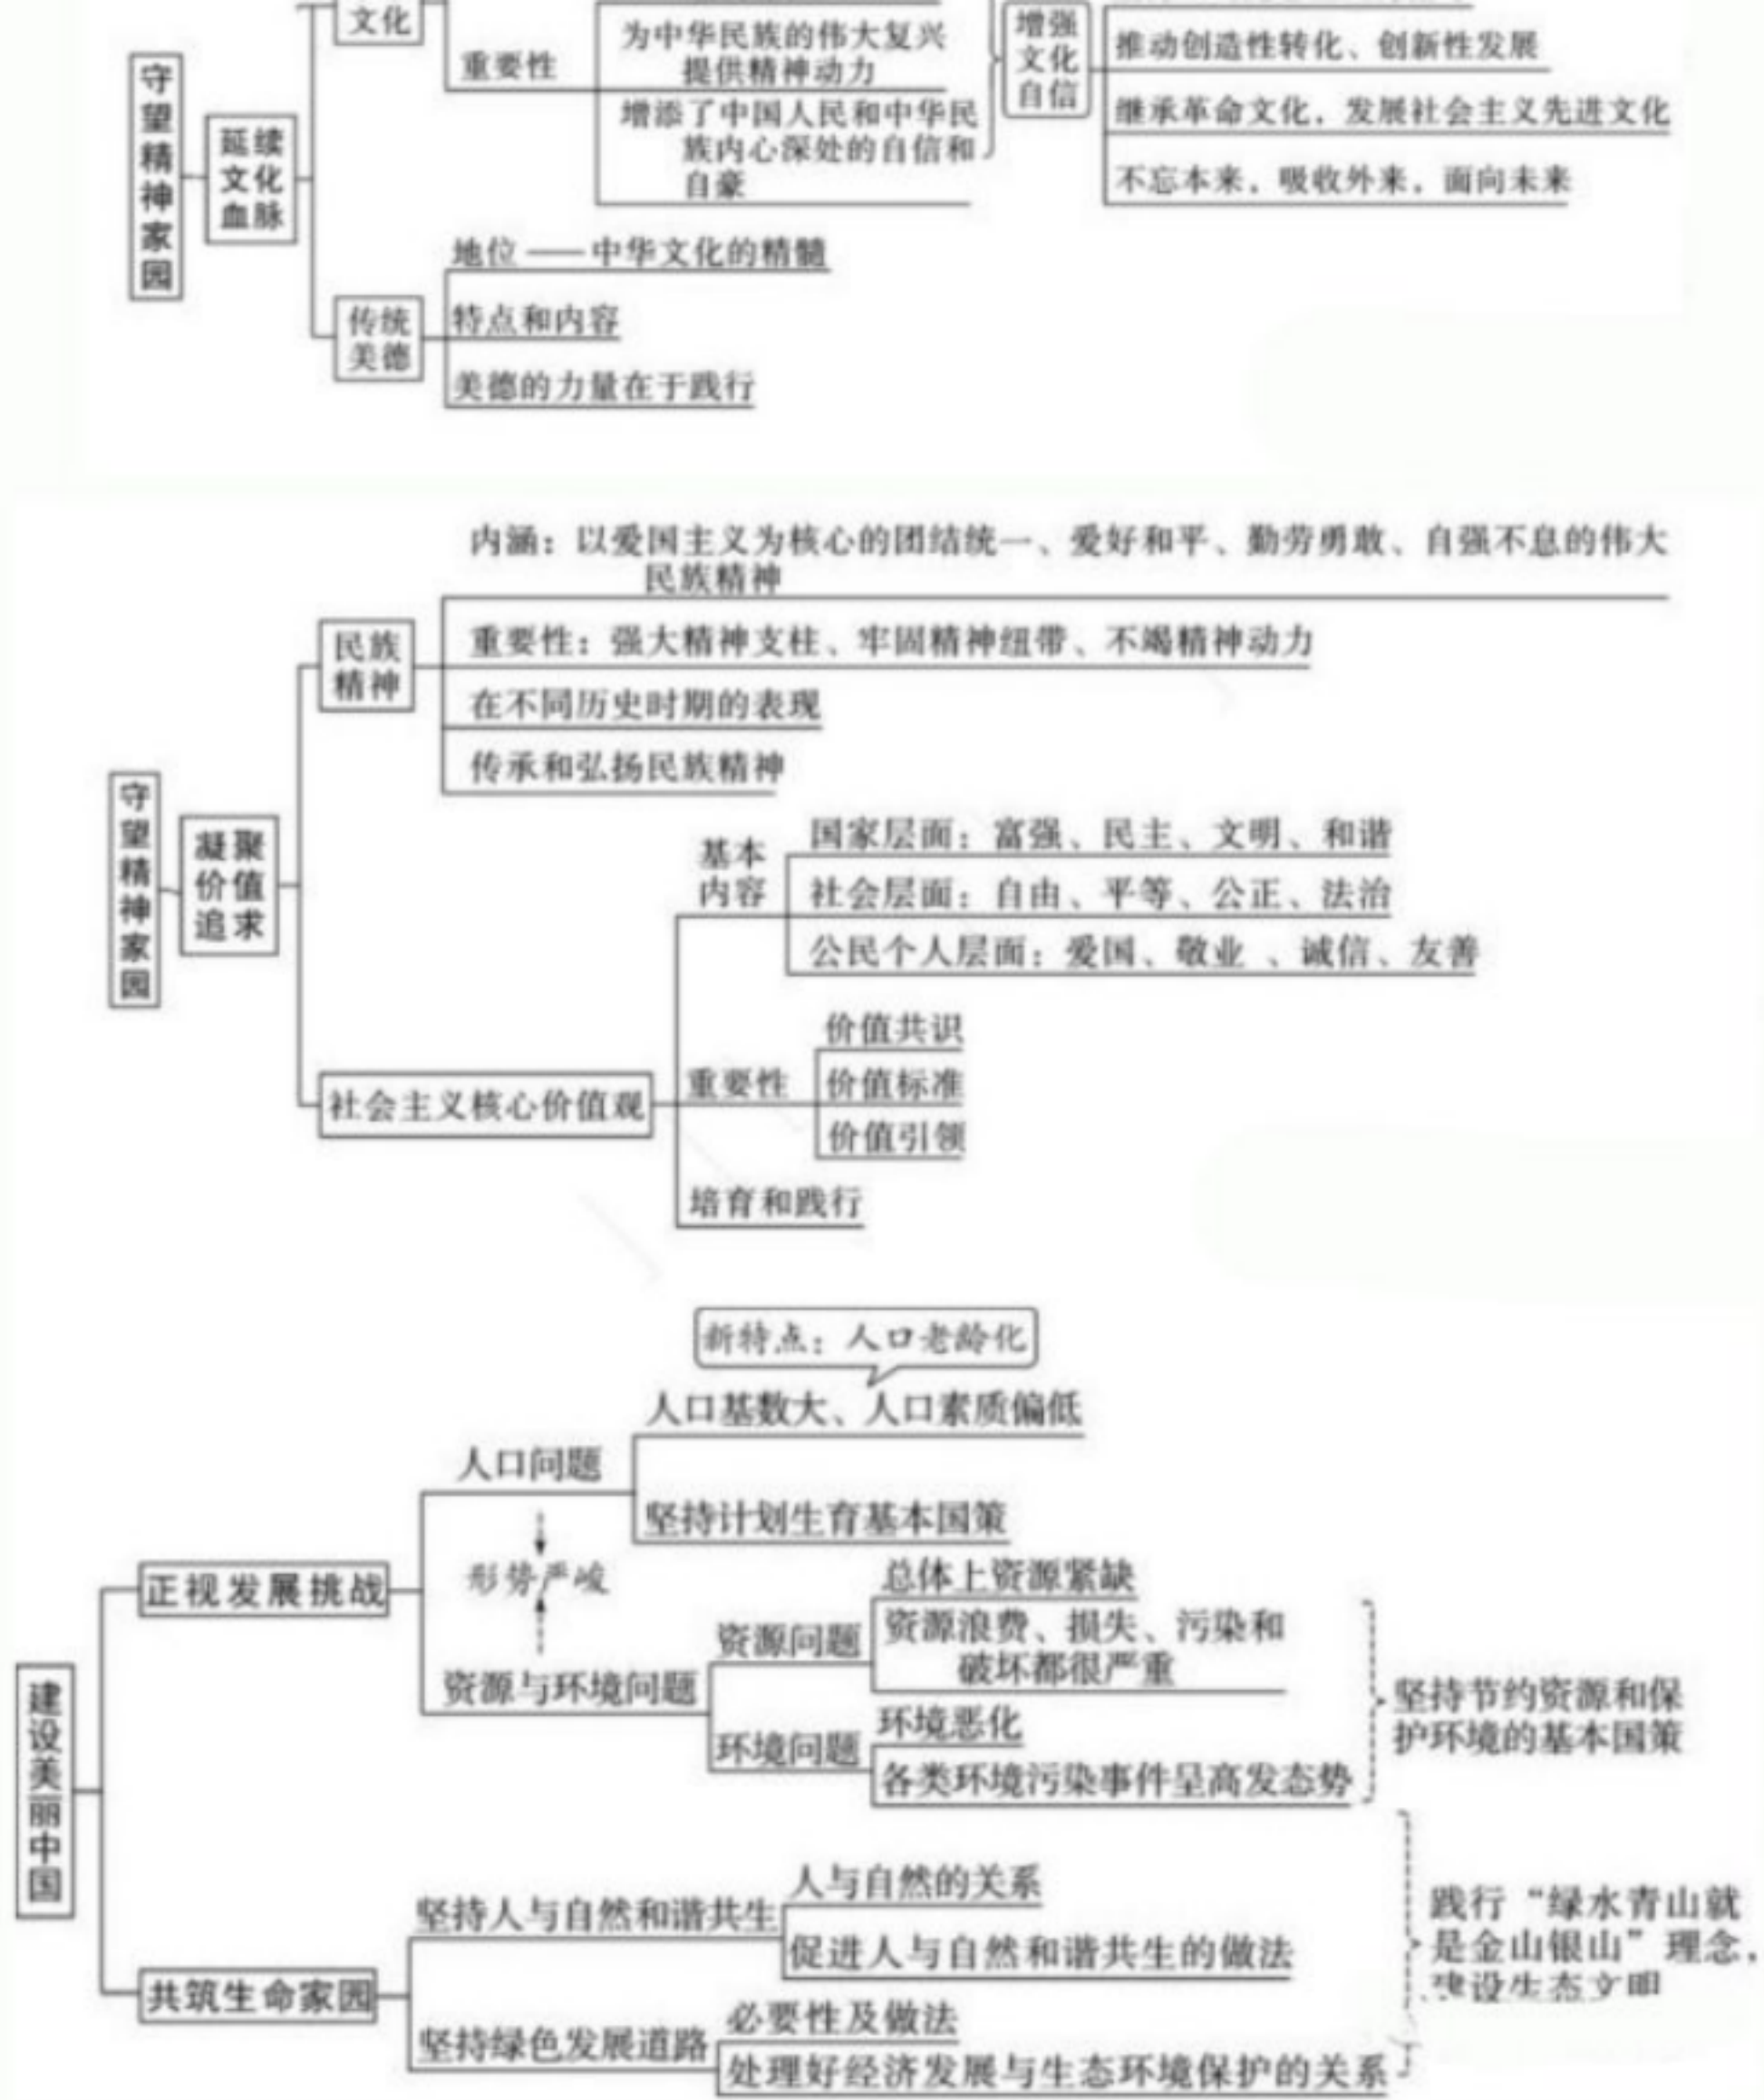 文化
重要性
为中华民族的伟大复兴
提供精神动力
增添了中国人民和中华民
族内心深处的自信和
自豪
增强
文化
自信
推动创造性转化、创新性发展
继承革命文化，发展社会主义先进文化
不忘本来，吸收外来，面向未来
守望精神家园
延续
文化
血脉
地位——中华文化的精髓
传统
美德
特点和内容
美德的力量在于践行
内涵：以爱国主义为核心的团结统一、爱好和平、勤劳勇敢、自强不息的伟大
民族精神
民族
精神
重要性：强大精神支柱、牢固精神纽带、不竭精神动力
在不同历史时期的表现
传承和弘扬民族精神
守望精神家园
凝聚
价值
追求
基本
内容
国家层面：富强、民主、文明、和谐
社会层面：自由、平等、公正、法治
公民个人层面：爱国、敬业、诚信、友善
社会主义核心价值观
重要性
价值共识
价值标准
价值引领
培育和践行
新特点：人口老龄化
人口基数大、人口素质偏低
人口问题
坚持计划生育基本国策
形势严峻
正视发展挑战
总体上资源紧缺
资源问题
资源浪费、损失、污染和
破坏都很严重
资源与环境问题
环境恶化
环境问题
各类环境污染事件呈高发态势
坚持节约资源和保
护环境的基本国策
建设美丽中国
人与自然的关系
坚持人与自然和谐共生
促进人与自然和谐共生的做法
共筑生命家园
必要性及做法
坚持绿色发展道路
处理好经济发展与生态环境保护的关系
践行“绿水青山就
是金山银山”理念，
建设生态文明